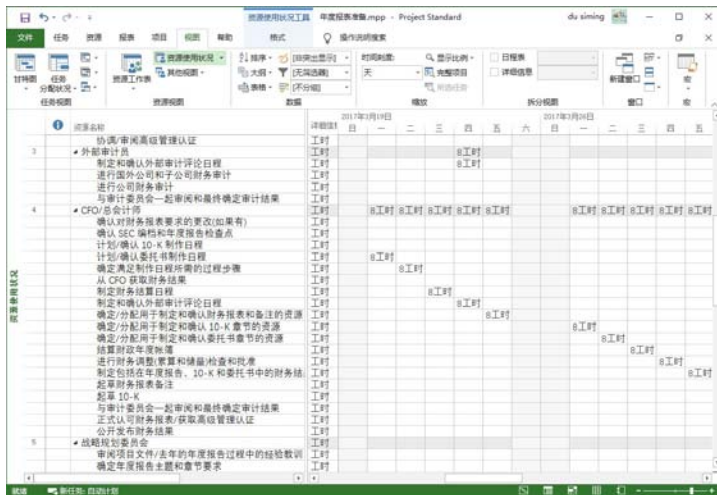 资源使用状况工具 年度报表准备.mpp - Project Standard du siming
文件 任务 资源 报表 项目 视图 帮助 格式 操作说明搜索
甘特图 任务分配状况 资源工作表 资源使用状况 其他视图
排序 大纲 表格 [非突出显示] [无筛选器] [不分组]
时间刻度: 天 显示比例 完整项目 所选任务
日程表 详细信息 新建窗口 宏
任务视图 资源视图 数据 缩放 拆分视图 窗口 宏
资源名称 详细信息 2017年3月19日 2017年3月26日
日 一 二 三 四 五 六 日 一 二 三 四 五
协调/审阅高级管理认证 工时
3 外部审计员 工时 8工时
制定和确认外部审计评论日程 工时 8工时
进行国外公司和子公司财务审计 工时
进行公司财务审计 工时
与审计委员会一起审阅和最终确定审计结果 工时
4 CFO/总会计师 工时 8工时 8工时 8工时 8工时 8工时 8工时 8工时 8工时 8工时 8工时
确认对财务报表要求的更改(如果有) 工时
确认 SEC 编档和年度报告检查点 工时
计划/确认 10-K 制作日程 工时
计划/确认委托书制作日程 工时 8工时
确定满足制作日程所需的过程步骤 工时 8工时
从 CFO 获取财务结果 工时
制定财务结算日程 工时 8工时
制定和确认外部审计评论日程 工时 8工时
确定/分配用于制定和确认财务报表和备注的资源 工时 8工时
确定/分配用于制定和确认 10-K 章节的资源 工时 8工时
确定/分配用于制定和确认委托书章节的资源 工时 8工时
结算财政年度帐簿 工时 8工时
进行财务调整(累算和储量)检查和批准 工时 8工时
制定包括在年度报告、10-K 和委托书中的财务结 工时 8工时
起草财务报表备注 工时
起草 10-K 工时
与审计委员会一起审阅和最终确定审计结果 工时
正式认可财务报表/获取高级管理认证 工时
公开发布财务结果 工时
5 战略规划委员会 工时
审阅项目文件/去年的年度报告过程中的经验教训 工时
确定年度报告主题和章节要求 工时
资源使用状况
就绪 新任务: 自动计划